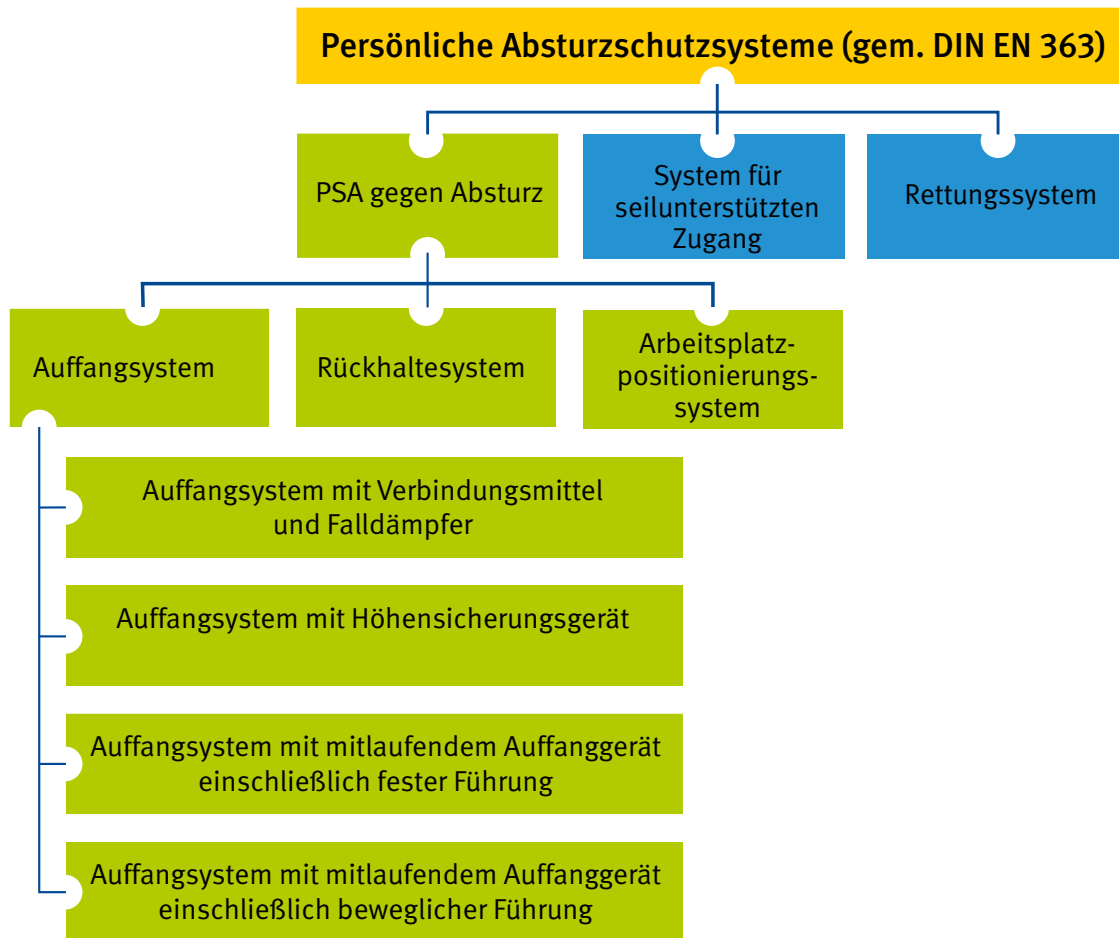 Persönliche Absturzschutzsysteme (gem. DIN EN 363)
PSA gegen Absturz
System für
seilunterstützten
Zugang
Rettungssystem
Auffangsystem
Rückhaltesystem
Arbeitsplatz-
positionierungs-
system
Auffangsystem mit Verbindungsmittel
und Falldämpfer
Auffangsystem mit Höhensicherungsgerät
Auffangsystem mit mitlaufendem Auffanggerät
einschließlich fester Führung
Auffangsystem mit mitlaufendem Auffanggerät
einschließlich beweglicher Führung